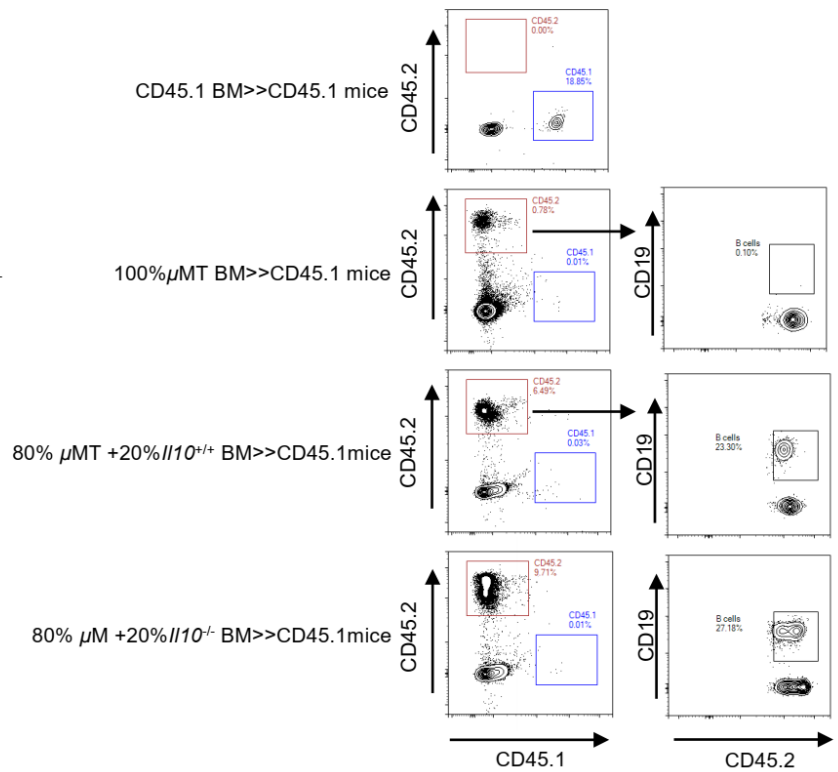 CD45.2
0.00%
CD45.1 BM>>CD45.1 mice
CD45.2
CD45.1
18.85%
CD45.2
0.78%
100%µMT BM>>CD45.1 mice
CD45.2
CD45.1
0.01%
B cells
0.10%
CD19
CD45.2
6.49%
80% µMT +20%Il10+/+ BM>>CD45.1mice
CD45.2
CD45.1
0.03%
B cells
23.30%
CD19
CD45.2
9.71%
80% µM +20%Il10-/- BM>>CD45.1mice
CD45.2
CD45.1
0.01%
B cells
27.18%
CD19
CD45.1
CD45.2